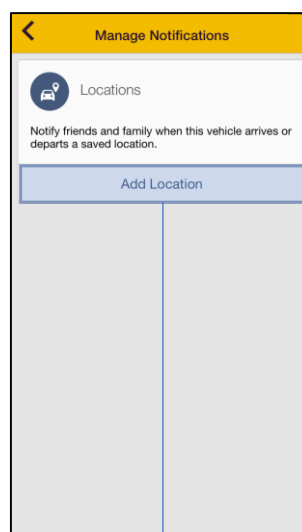 Manage Notifications
Locations
Notify friends and family when this vehicle arrives or
departs a saved location.
Add Location